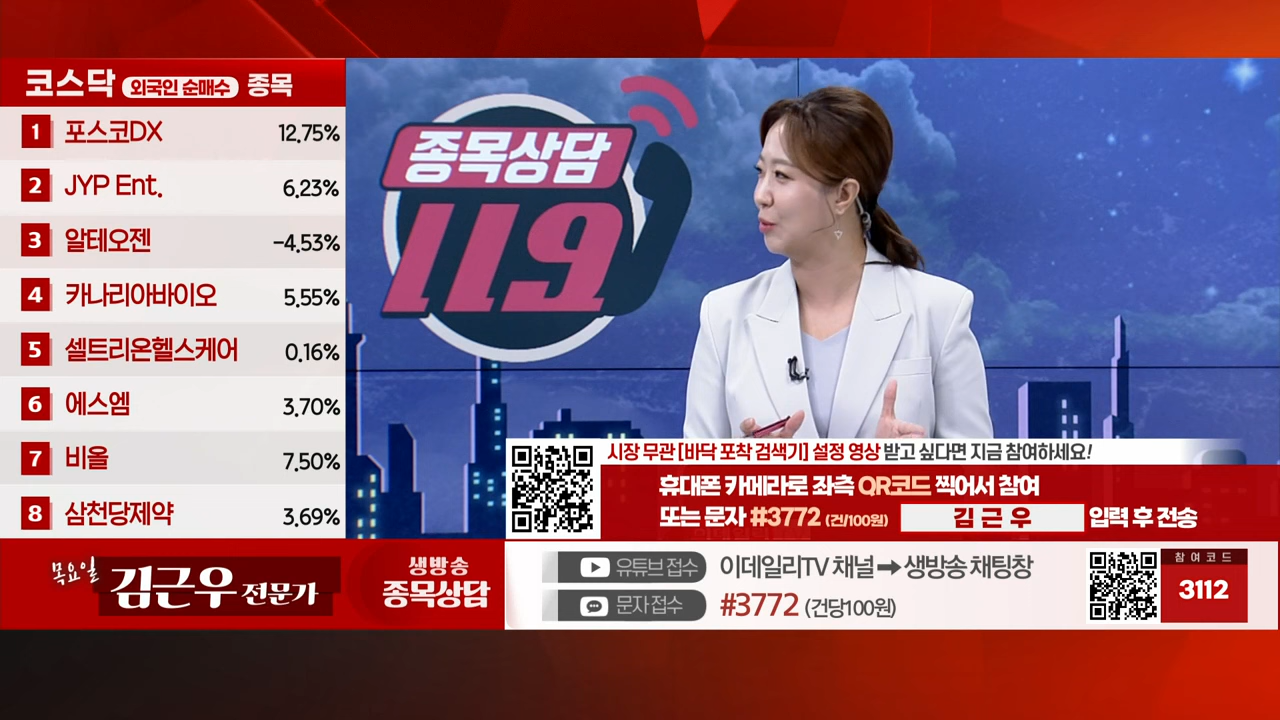 코스닥 외국인 순매수 종목
1 포스코DX 12.75%
2 JYP Ent. 6.23%
3 알테오젠 -4.53%
4 카나리아바이오 5.55%
5 셀트리온헬스케어 0.16%
6 에스엠 3.70%
7 비올 7.50%
8 삼천당제약 3.69%
종목상담
119
시장 무관 [바닥 포착 검색기] 설정 영상 받고 싶다면 지금 참여하세요!
휴대폰 카메라로 좌측 QR코드 찍어서 참여
또는 문자 #3772 (건/100원) 김근우 입력 후 전송
목요일 김근우 전문가
생방송
종목상담
유튜브 접수 이데일리TV 채널 ➡ 생방송 채팅창
문자 접수 #3772 (건당100원)
참여코드
3112